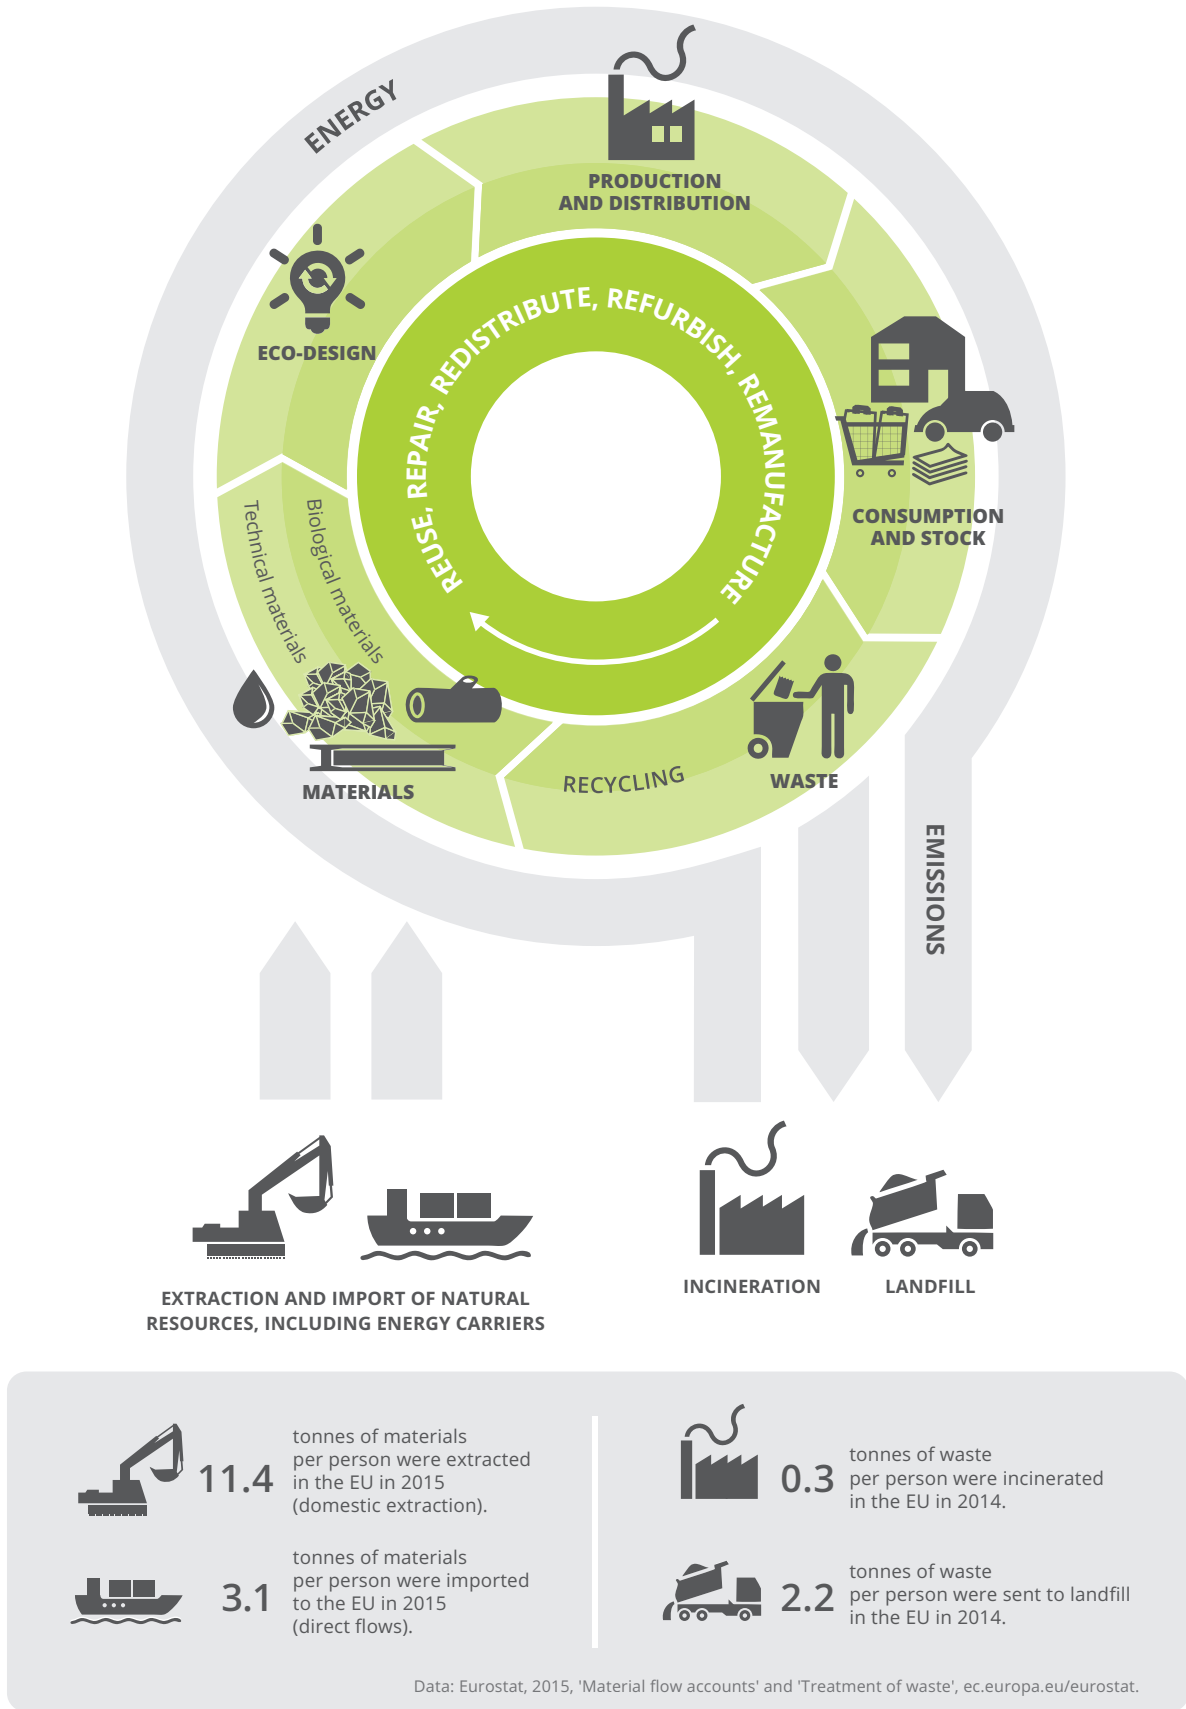 ENERGY
PRODUCTION
AND DISTRIBUTION
ECO-DESIGN
REUSE, REPAIR, REDISTRIBUTE, REFURBISH, REMANUFACTURE
CONSUMPTION
AND STOCK
Technical materials
Biological materials
MATERIALS
RECYCLING
WASTE
EMISSIONS
EXTRACTION AND IMPORT OF NATURAL
RESOURCES, INCLUDING ENERGY CARRIERS
INCINERATION
LANDFILL
11.4
tonnes of materials
per person were extracted
in the EU in 2015
(domestic extraction).
3.1
tonnes of materials
per person were imported
to the EU in 2015
(direct flows).
0.3
tonnes of waste
per person were incinerated
in the EU in 2014.
2.2
tonnes of waste
per person were sent to landfill
in the EU in 2014.
Data: Eurostat, 2015, 'Material flow accounts' and 'Treatment of waste', ec.europa.eu/eurostat.